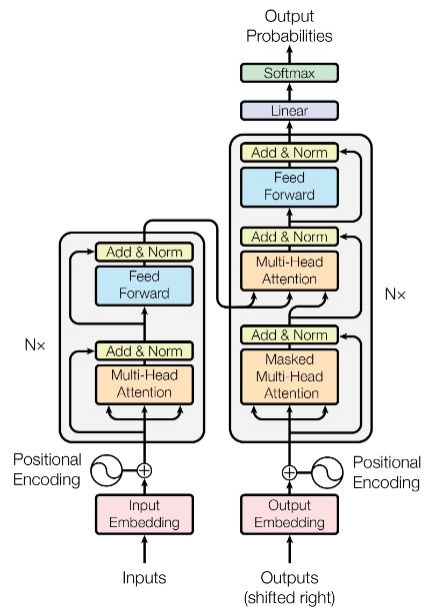 Output
Probabilities
Softmax
Linear
Add & Norm
Feed
Forward
Add & Norm
Multi-Head
Attention
Nx
Add & Norm
Masked
Multi-Head
Attention
Add & Norm
Feed
Forward
Nx
Add & Norm
Multi-Head
Attention
Positional
Encoding
Positional
Encoding
Input
Embedding
Output
Embedding
Inputs
Outputs
(shifted right)